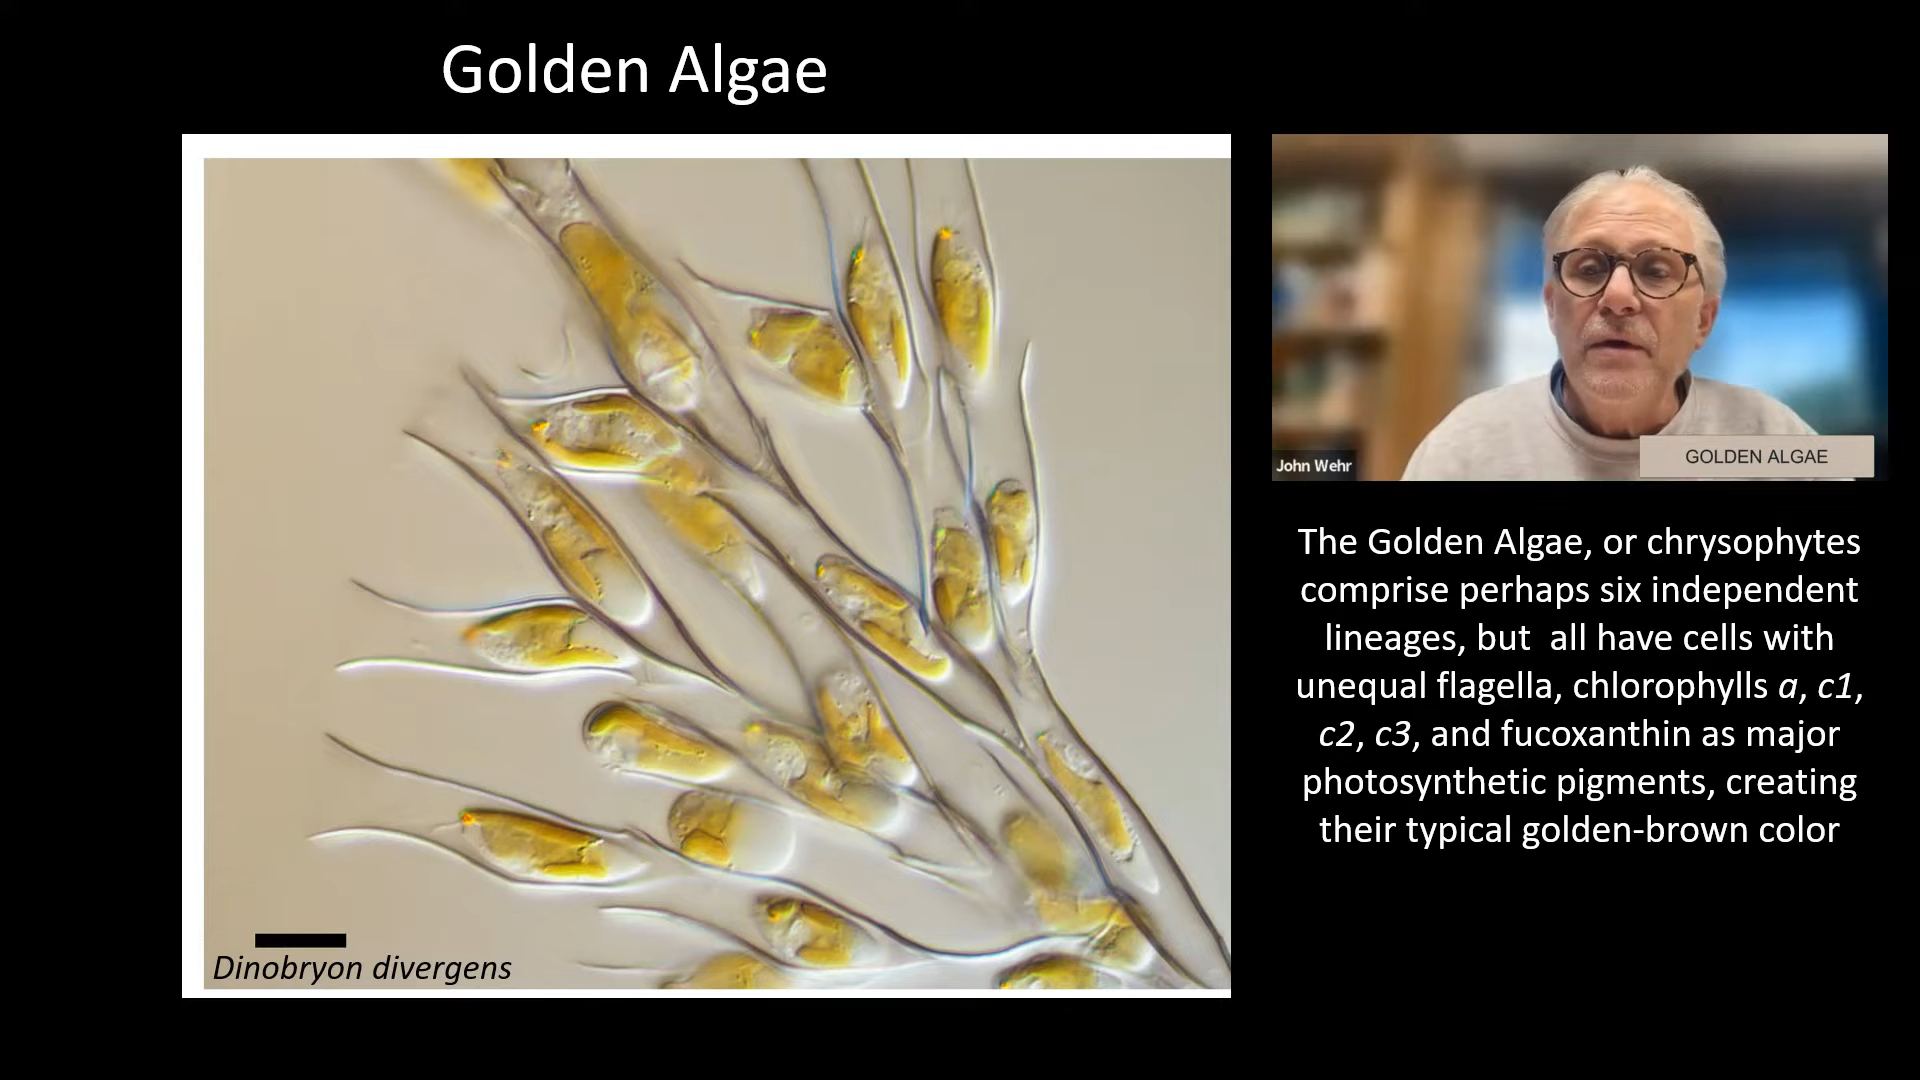 Golden Algae
John Wehr
GOLDEN ALGAE
The Golden Algae, or chrysophytes
comprise perhaps six independent
lineages, but  all have cells with
unequal flagella, chlorophylls a, c1,
c2, c3, and fucoxanthin as major
photosynthetic pigments, creating
their typical golden-brown color
Dinobryon divergens